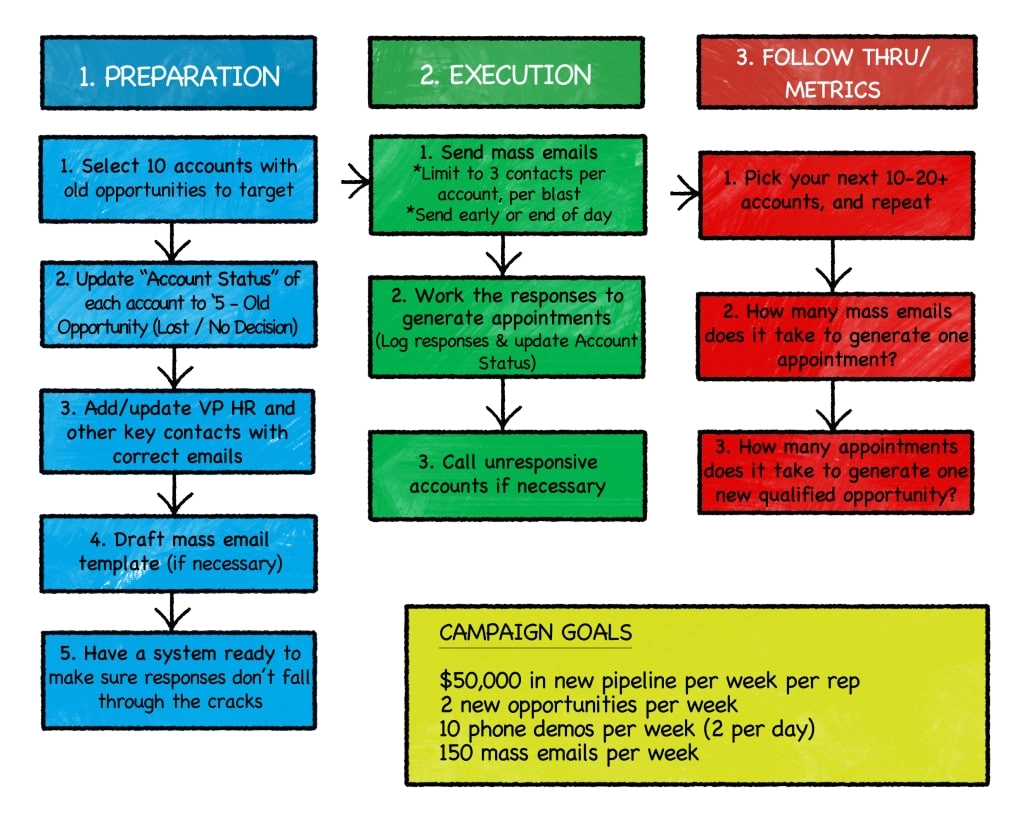 1. PREPARATION
1. Select 10 accounts with
old opportunities to target
2. Update “Account Status” of
each account to ‘5 – Old
Opportunity (Lost / No Decision)
3. Add/update VP HR and
other key contacts with
correct emails
4. Draft mass email
template (if necessary)
5. Have a system ready to
make sure responses don’t fall
through the cracks
2. EXECUTION
1. Send mass emails
*Limit to 3 contacts per
account, per blast
*Send early or end of day
2. Work the responses to
generate appointments
(Log responses & update Account
Status)
3. Call unresponsive
accounts if necessary
3. FOLLOW THRU/
METRICS
1. Pick your next 10-20+
accounts, and repeat
2. How many mass emails
does it take to generate one
appointment?
3. How many appointments
does it take to generate one
new qualified opportunity?
CAMPAIGN GOALS
$50,000 in new pipeline per week per rep
2 new opportunities per week
10 phone demos per week (2 per day)
150 mass emails per week